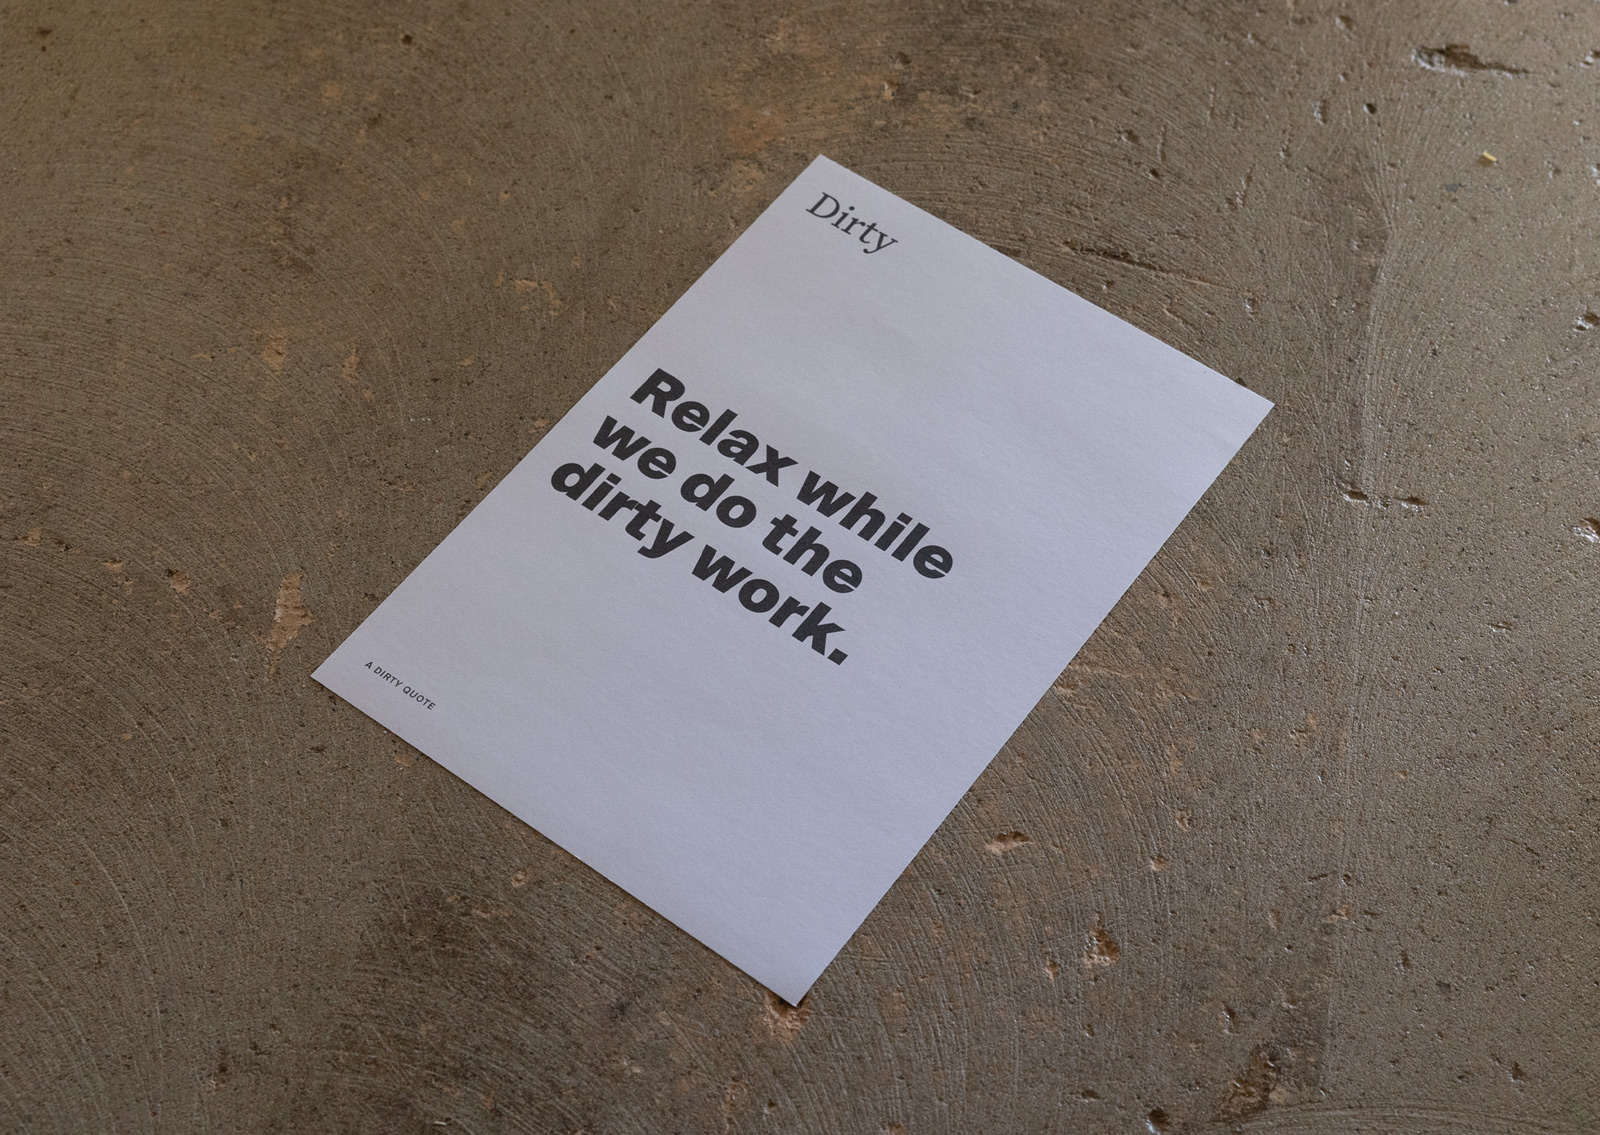 Dirty
Relax while
we do the
dirty work.
A DIRTY QUOTE